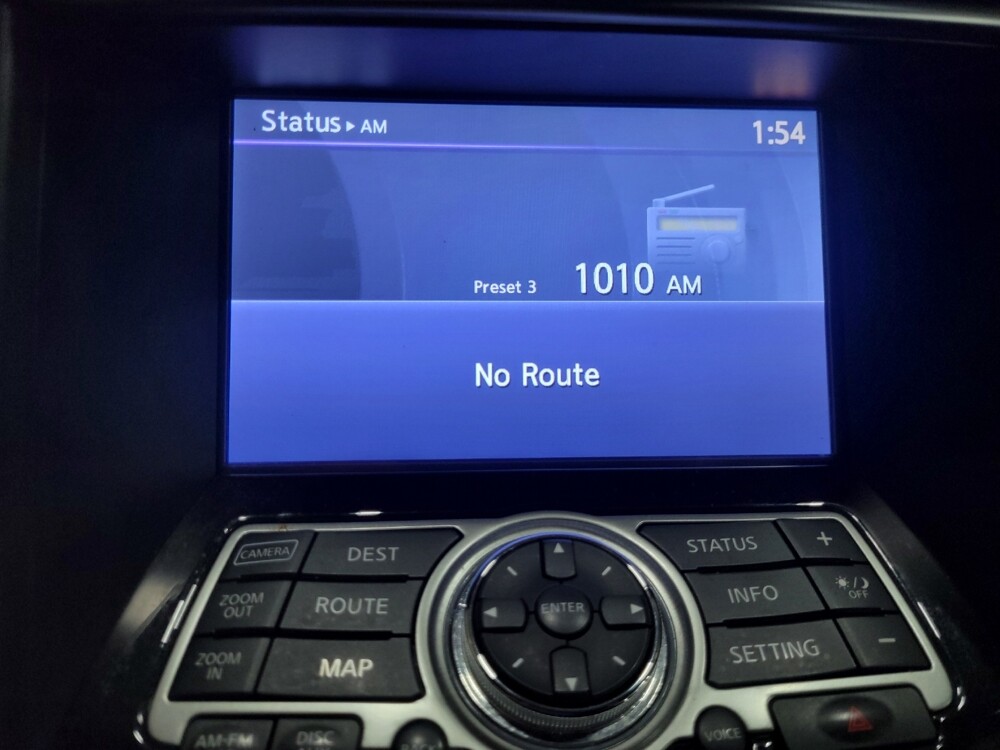 Status ▸ AM 1:54
Preset 3 1010 AM
No Route
CAMERA DEST STATUS +
ZOOM OUT ROUTE ENTER INFO OFF
ZOOM IN MAP SETTING −
AM·FM DISC VOICE